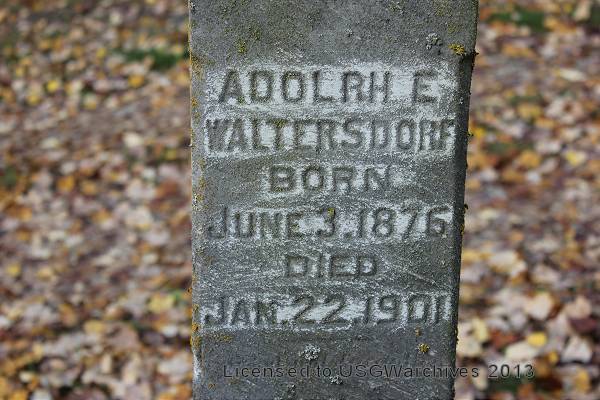 ADOLPH E
WALTERSDORF
BORN
JUNE 3.1876
DIED
JAN.22.1901
Licensed to USGWarchives 2013